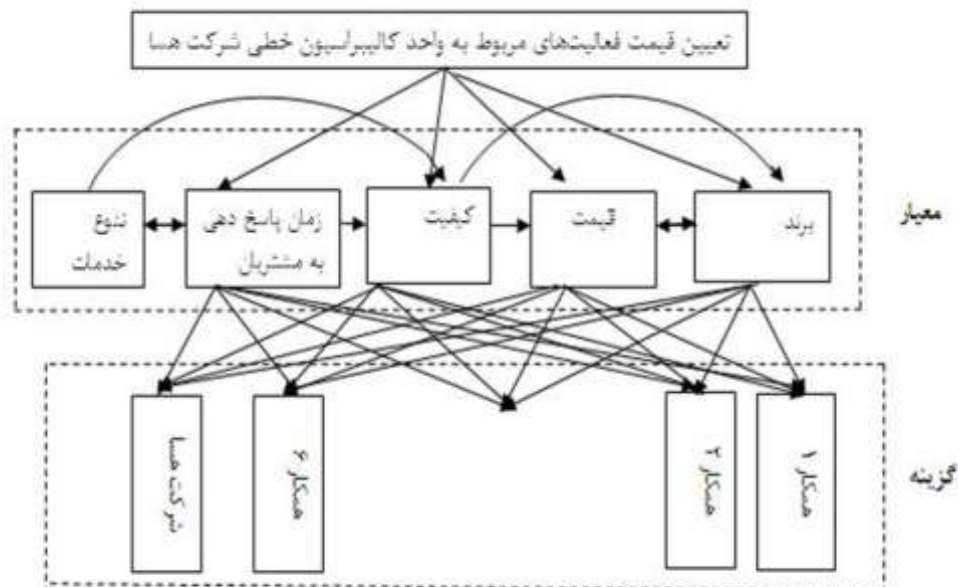 تعیین قیمت فعالیت‌های مربوط به واحد کالیبراسیون خطی شرکت هسا
معیار
برند
قیمت
کیفیت
زمان پاسخ دهی
به مشتریان
تنوع
خدمات
گزینه
همکار ۱
همکار ۲
همکار ۶
شرکت هسا